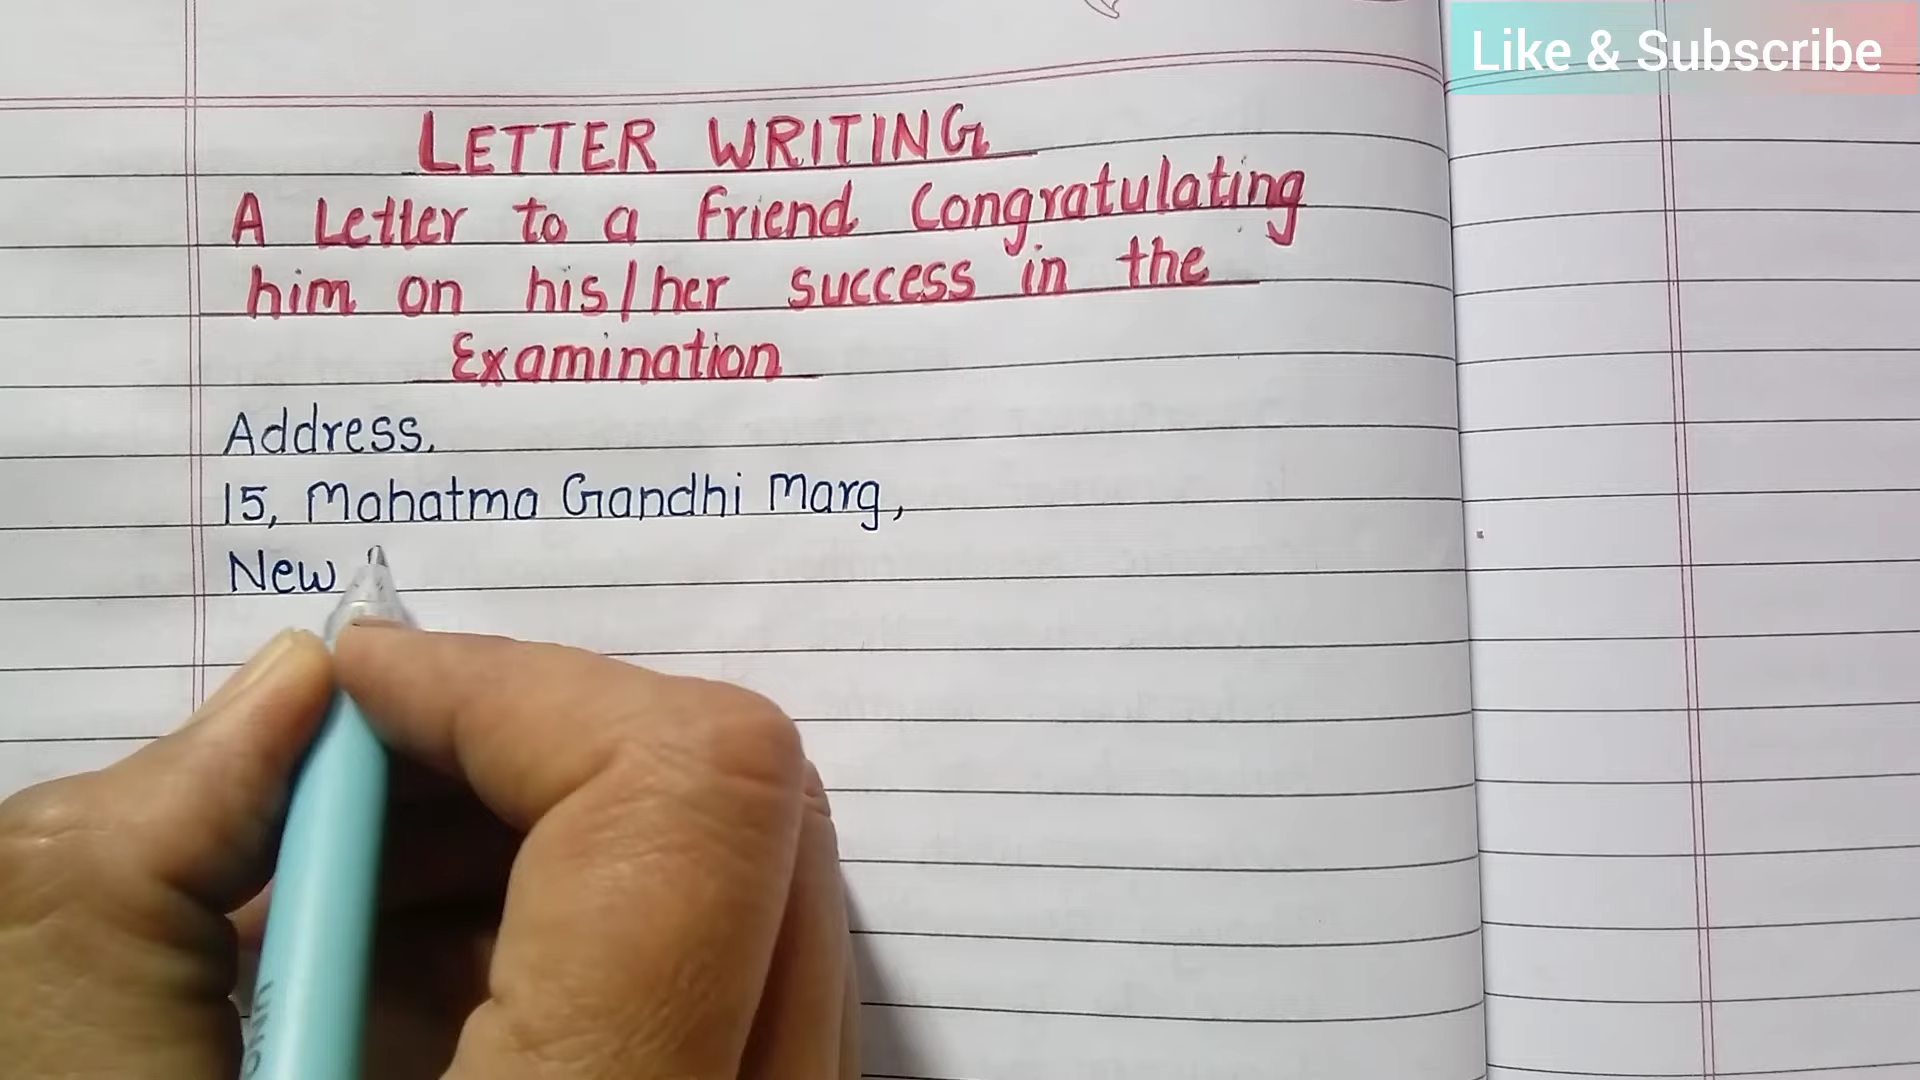 Like & Subscribe
LETTER WRITING
A Letter to a Friend Congratulating
him on his/her success in the
Examination
Address.
15, Mahatma Gandhi Marg,
New